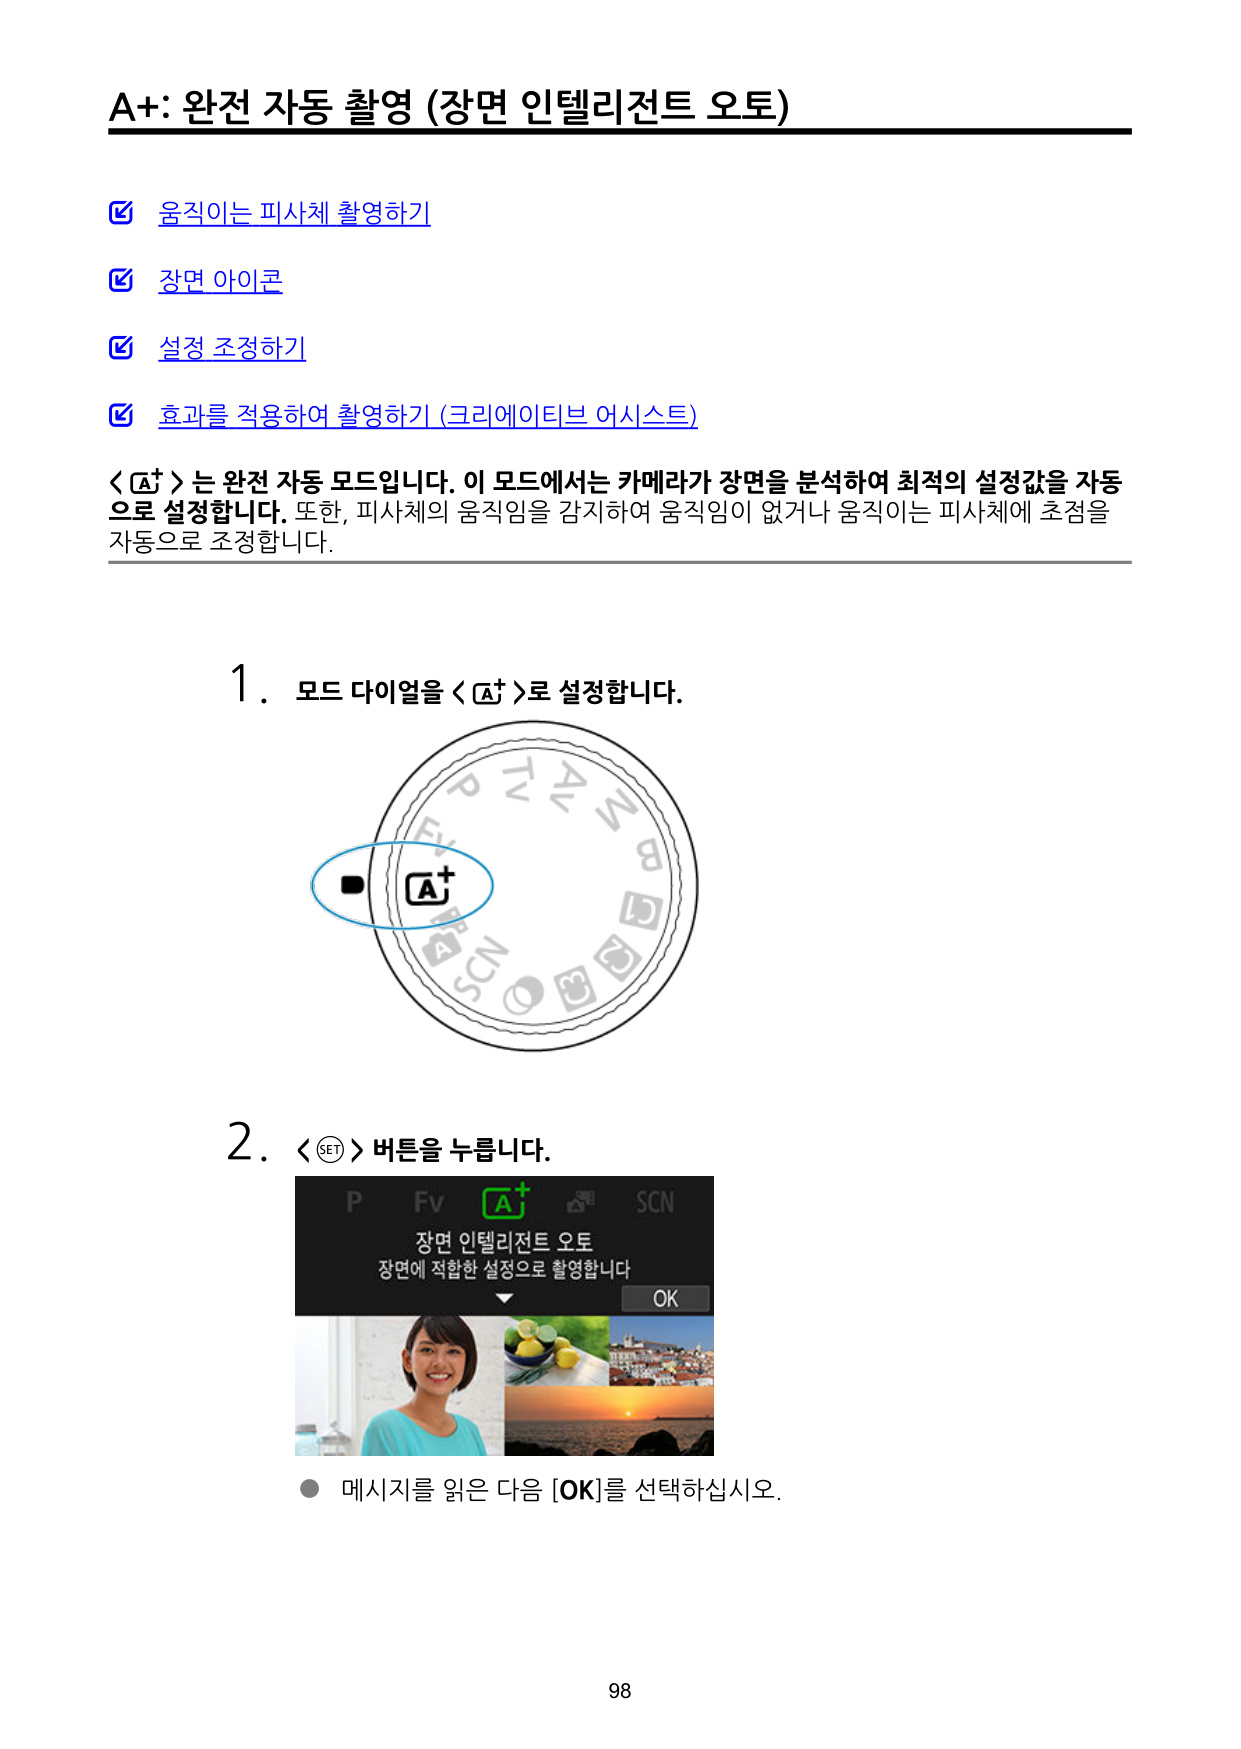 A+: 완전 자동 촬영 (장면 인텔리전트 오토)
움직이는 피사체 촬영하기
장면 아이콘
설정 조정하기
효과를 적용하여 촬영하기 (크리에이티브 어시스트)
< A+ > 는 완전 자동 모드입니다. 이 모드에서는 카메라가 장면을 분석하여 최적의 설정값을 자동
으로 설정합니다. 또한, 피사체의 움직임을 감지하여 움직임이 없거나 움직이는 피사체에 초점을
자동으로 조정합니다.
1. 모드 다이얼을 < A+ >로 설정합니다.
A+
Fv
P
Tv
Av
M
B
C1
C2
C3
SCN
A
2. < SET > 버튼을 누릅니다.
P Fv A+ A SCN
장면 인텔리전트 오토
장면에 적합한 설정으로 촬영합니다
OK
● 메시지를 읽은 다음 [OK]를 선택하십시오.
98